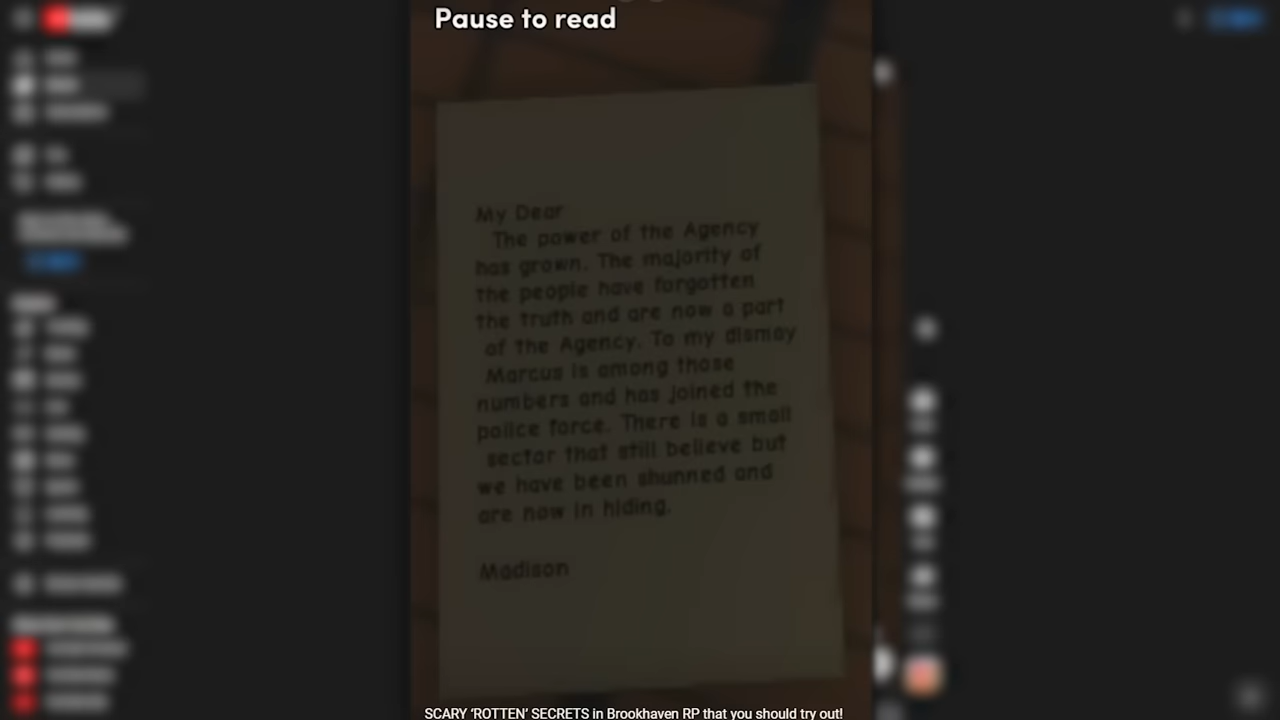 Pause to read
My Dear
The power of the Agency
has grown. The majority of
the people have forgotten
the truth and are now a part
of the Agency. To my dismay
Marcus is among those
numbers and has joined the
police force. There is a small
sector that still believe but
we have been shunned and
are now in hiding.
Madison
SCARY ‘ROTTEN’ SECRETS in Brookhaven RP that you should try out!